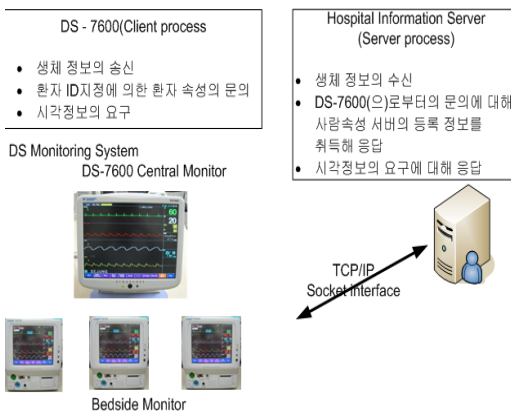 DS - 7600(Client process
• 생체 정보의 송신
• 환자 ID지정에 의한 환자 속성의 문의
• 시각정보의 요구
Hospital Information Server
(Server process)
• 생체 정보의 수신
• DS-7600(으)로부터의 문의에 대해
사람속성 서버의 등록 정보를
취득해 응답
• 시각정보의 요구에 대해 응답
DS Monitoring System
DS-7600 Central Monitor
60
20
TCP/IP
Socket Interface
Bedside Monitor